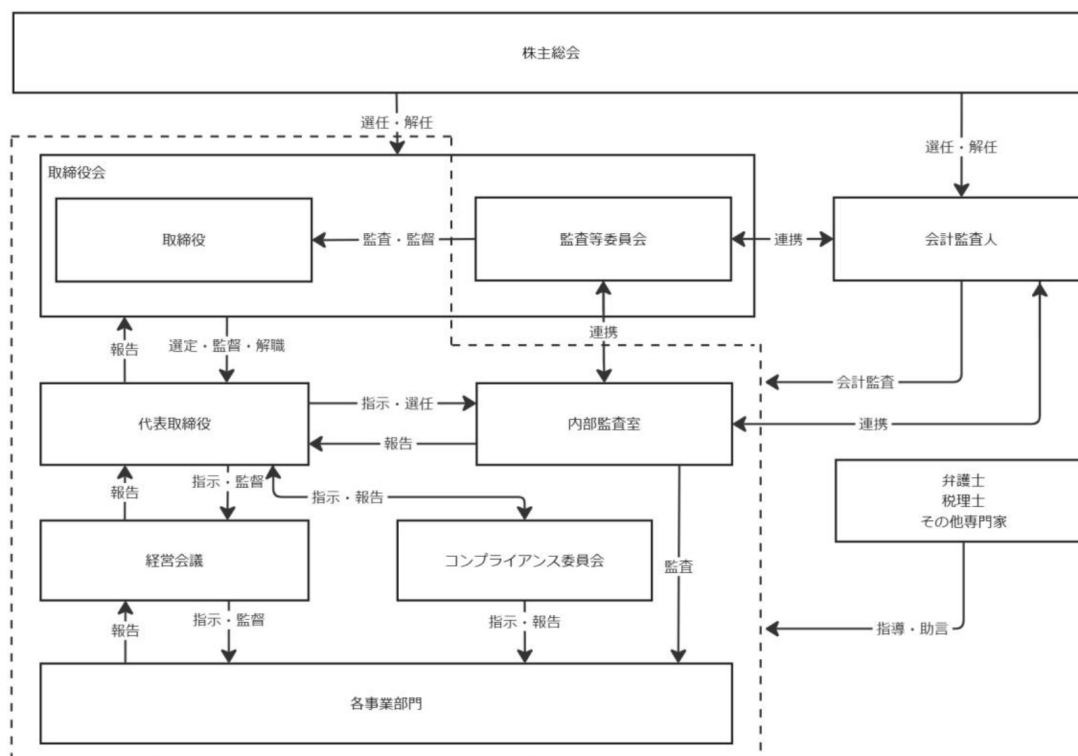 株主総会
選任・解任
選任・解任
取締役会
取締役
監査・監督
監査等委員会
連携
会計監査人
連携
報告
選定・監督・解職
会計監査
代表取締役
指示・選任
報告
内部監査室
連携
報告
指示・監督
指示・報告
弁護士
税理士
その他専門家
経営会議
コンプライアンス委員会
監査
報告
指示・監督
指示・報告
指導・助言
各事業部門